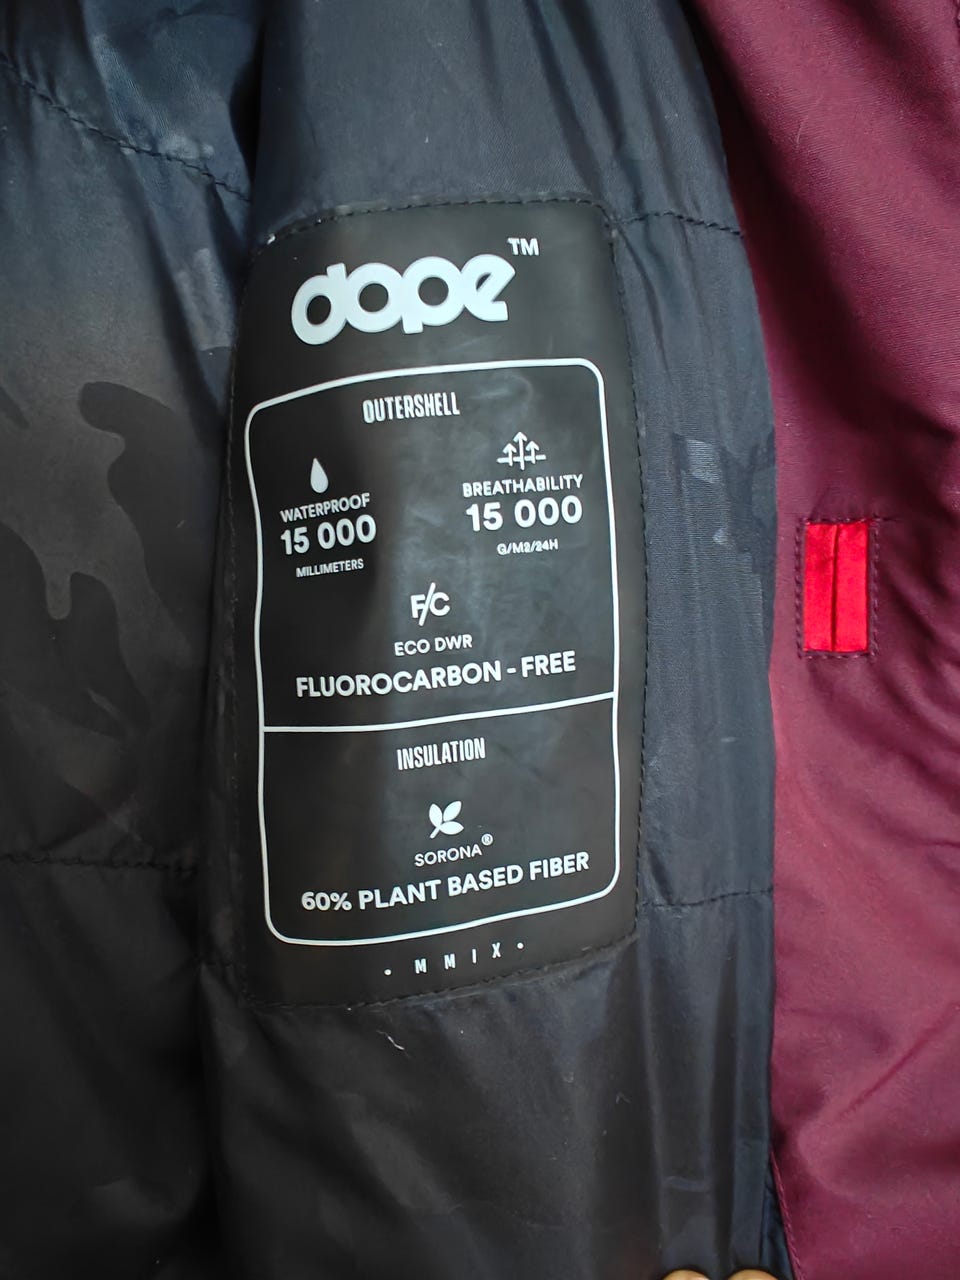 dope™
OUTERSHELL
WATERPROOF
15 000
MILLIMETERS
BREATHABILITY
15 000
G/M2/24H
F/C
ECO DWR
FLUOROCARBON - FREE
INSULATION
SORONA®
60% PLANT BASED FIBER
• M M I X •